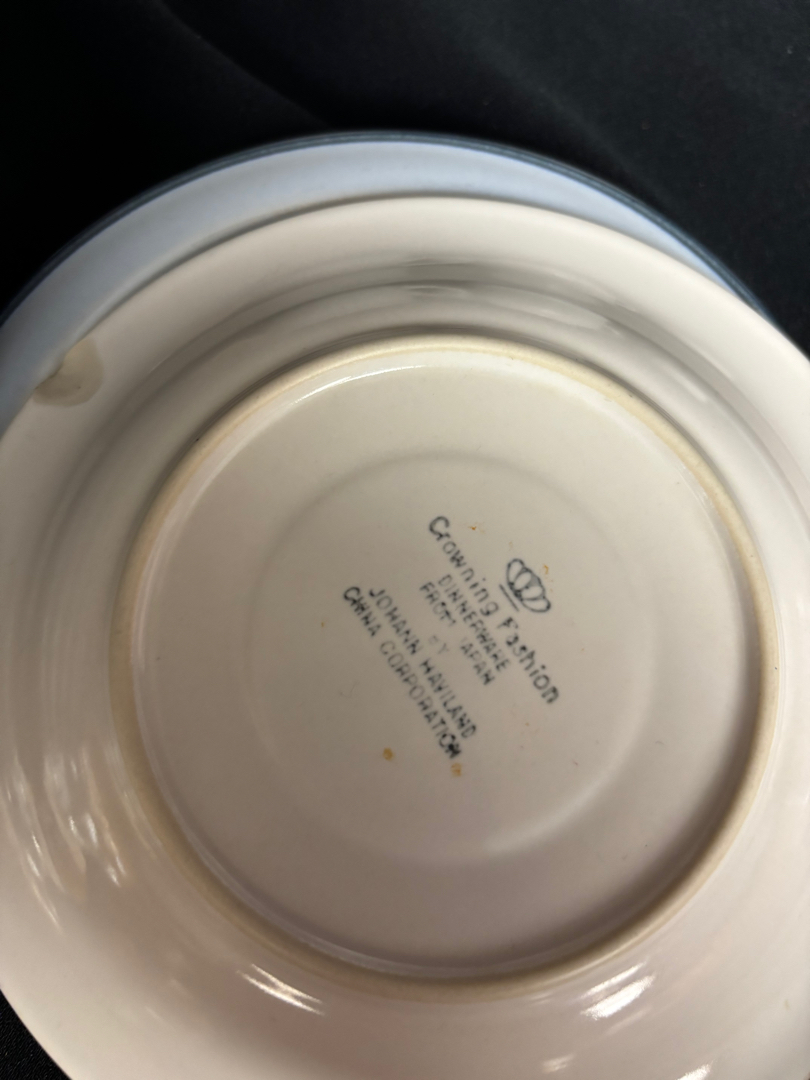 Crowning Fashion
DINNERWARE
FROM JAPAN
BY
JOHANN HAVILAND
CHINA CORPORATION